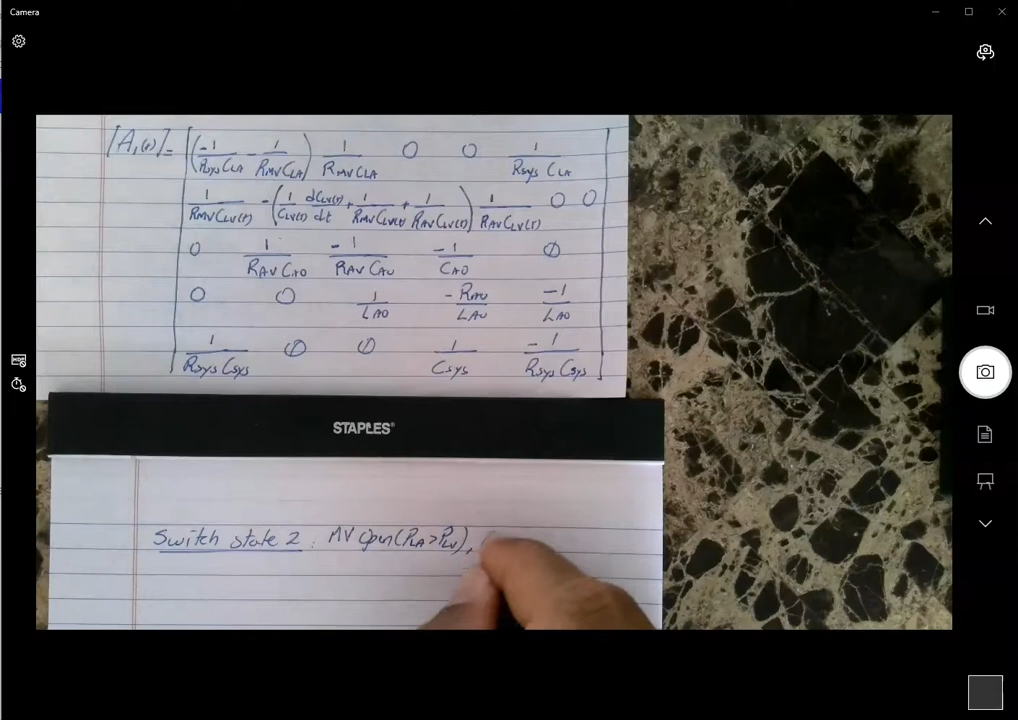 Camera
[A₁(t)] = [(-1/(Rsys CLA) - 1/(RMV CLA)) 1/(RMV CLA) 0 0 1/(Rsys CLA)
1/(RMV CLV(t)) -(1/CLV(t) dCLV(t)/dt + 1/(RMV CLV(t)) + 1/(RAV CLV(t))) 1/(RAV CLV(t)) 0 0
0 1/(RAV CAO) -1/(RAV CAO) -1/CAO 0
0 0 1/LAO -RAO/LAO -1/LAO
1/(Rsys Csys) 0 0 1/Csys -1/(Rsys Csys)]
STAPLES®
Switch state 2: MV Open(PLA>PLV),